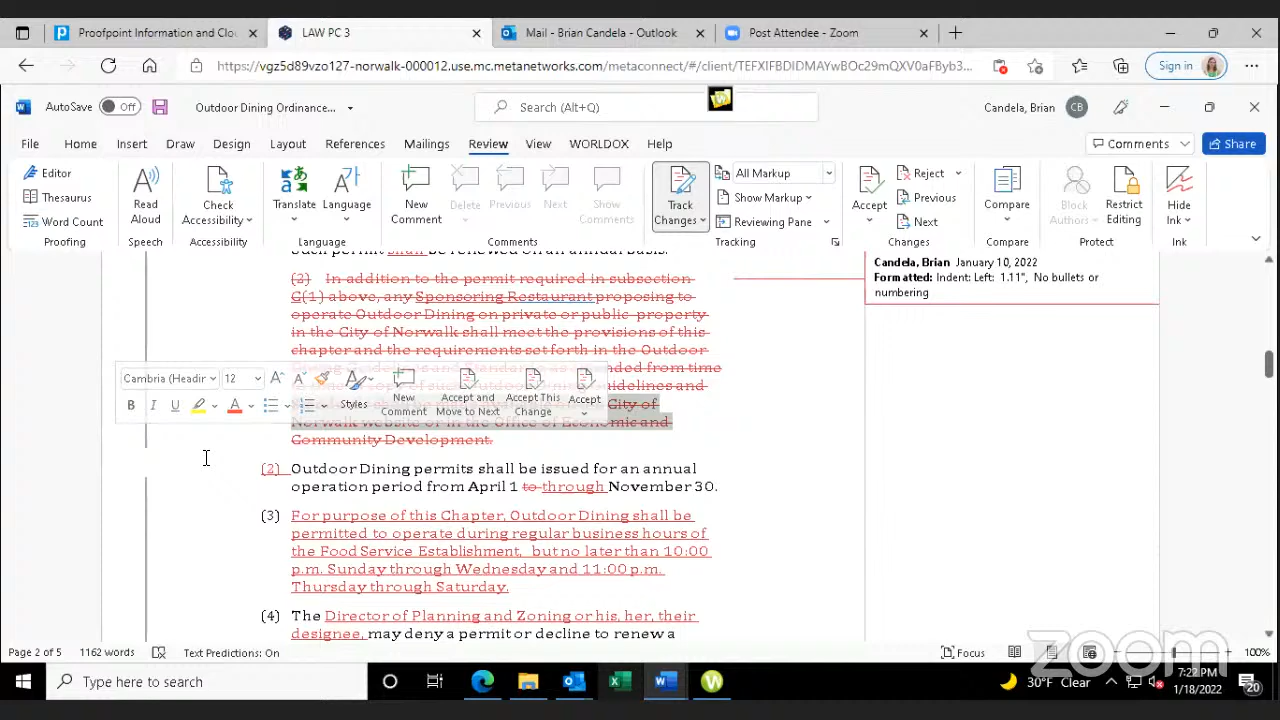 Proofpoint Information and Clou
LAW PC 3
Mail - Brian Candela - Outlook
Post Attendee - Zoom
https://vgz5d89vzo127-norwalk-000012.use.mc.metanetworks.com/metaconnect/#/client/
Sign in
AutoSave Off
Outdoor Dining Ordinance...
Search (Alt+Q)
Candela, Brian CB
File Home Insert Draw Design Layout References Mailings Review View WORLDOX Help
Comments Share
Editor
Thesaurus
Word Count
Proofing
Read Aloud
Speech
Check Accessibility
Accessibility
Translate Language
Language
New Comment Delete Previous Next Show Comments
Comments
Track Changes
All Markup
Show Markup
Reviewing Pane
Tracking
Accept
Reject
Previous
Next
Changes
Compare
Compare
Block Authors Restrict Editing
Protect
Hide Ink
Ink
Such permit shall be renewed on an annual basis.
(2) In addition to the permit required in subsection
C(1) above, any Sponsoring Restaurant proposing to
operate Outdoor Dining on private or public property
in the City of Norwalk shall meet the provisions of this
chapter and the requirements set forth in the Outdoor
from time
City of
Norwalk website or in the Office of Economic and
Community Development.
(2) Outdoor Dining permits shall be issued for an annual
operation period from April 1 to through November 30.
(3) For purpose of this Chapter, Outdoor Dining shall be
permitted to operate during regular business hours of
the Food Service Establishment, but no later than 10:00
p.m. Sunday through Wednesday and 11:00 p.m.
Thursday through Saturday.
(4) The Director of Planning and Zoning or his, her, their
designee, may deny a permit or decline to renew a
Cambria (Headir 12
Styles
New Comment
Accept and Move to Next
Accept This Change
Accept
Candela, Brian January 10, 2022
Formatted: Indent: Left: 1.11", No bullets or
numbering
Page 2 of 5 1162 words Text Predictions: On
Focus
100%
zoom
Type here to search
30°F Clear
7:22 PM
1/18/2022
20